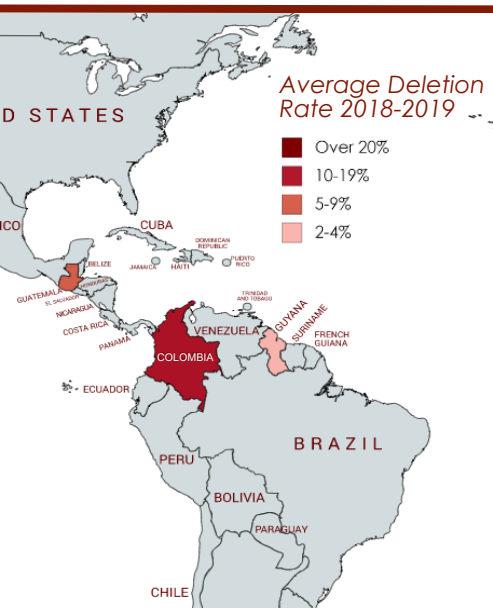 Average Deletion
Rate 2018-2019
Over 20%
10-19%
5-9%
2-4%
D STATES
ICO
CUBA
DOMINICAN
REPUBLIC
PUERTO
RICO
JAMAICA
HAITI
BELIZE
GUATEMALA
HONDURAS
EL SALVADOR
NICARAGUA
COSTA RICA
PANAMA
TRINIDAD
AND TOBAGO
VENEZUELA
GUYANA
SURINAME
FRENCH
GUIANA
COLOMBIA
ECUADOR
BRAZIL
PERU
BOLIVIA
PARAGUAY
CHILE